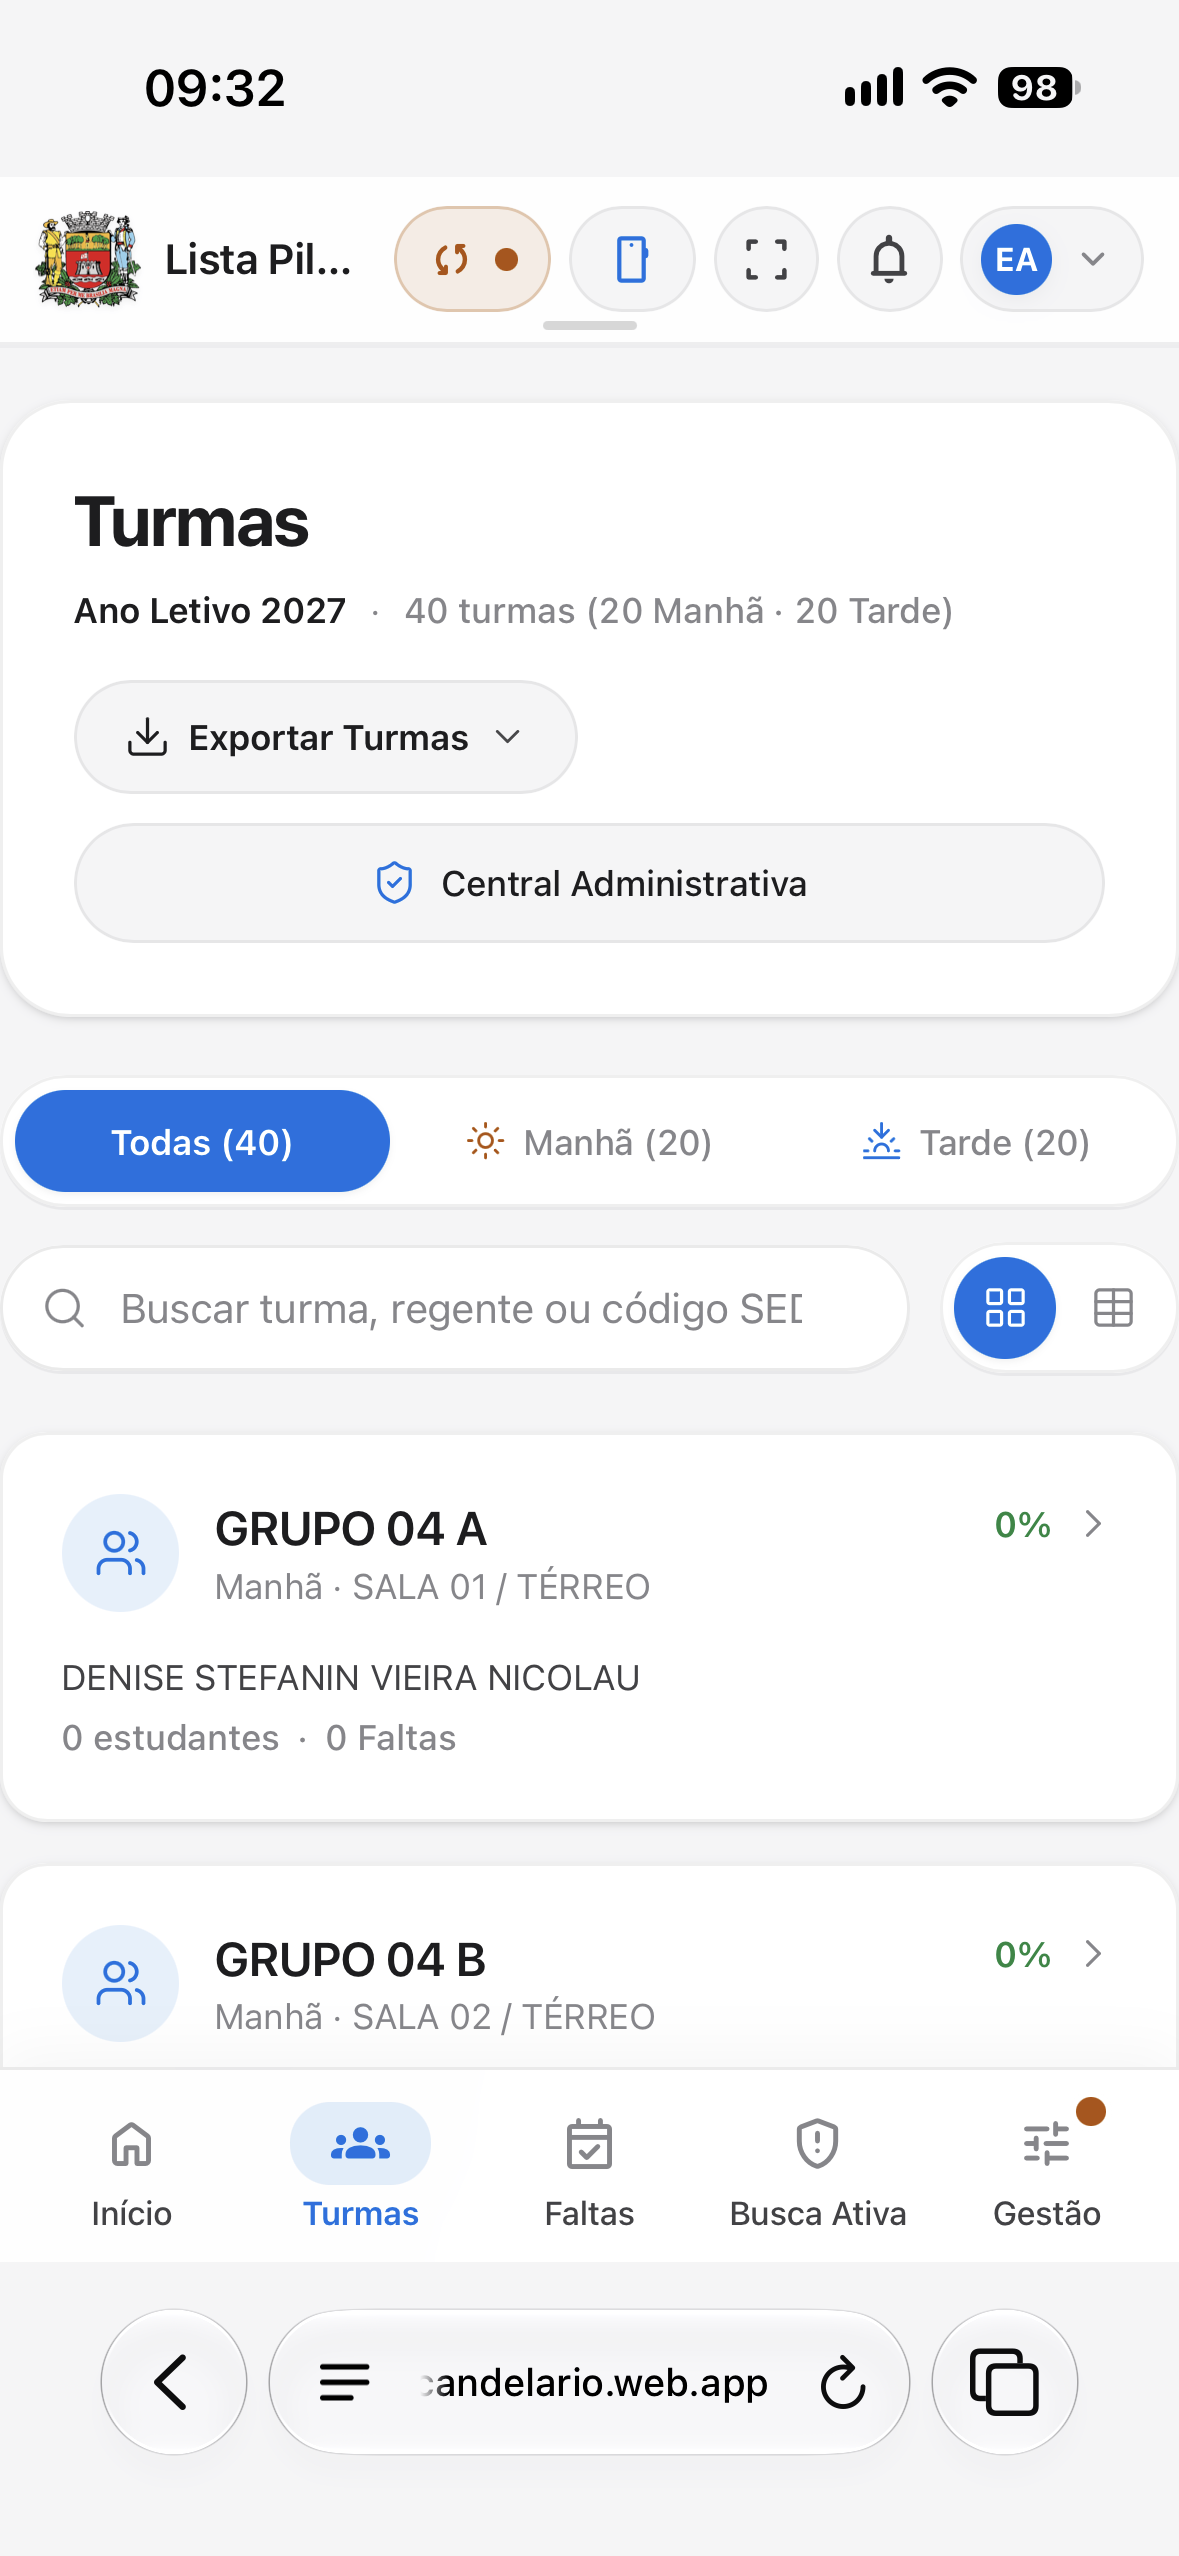 09:32
98
Lista Pil...
EA
Turmas
Ano Letivo 2027 · 40 turmas (20 Manhã · 20 Tarde)
Exportar Turmas
Central Administrativa
Todas (40)
Manhã (20)
Tarde (20)
Buscar turma, regente ou código SED
GRUPO 04 A
0%
Manhã · SALA 01 / TÉRREO
DENISE STEFANIN VIEIRA NICOLAU
0 estudantes · 0 Faltas
GRUPO 04 B
0%
Manhã · SALA 02 / TÉRREO
Início
Turmas
Faltas
Busca Ativa
Gestão
candelario.web.app